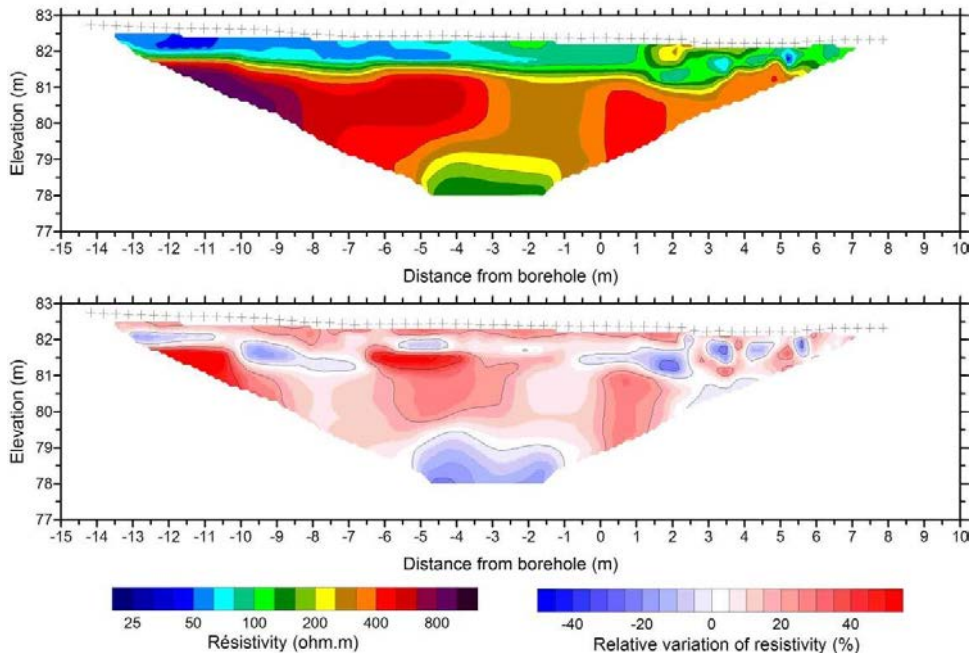 83
82
81
80
79
78
77
Elevation (m)
-15 -14 -13 -12 -11 -10 -9 -8 -7 -6 -5 -4 -3 -2 -1 0 1 2 3 4 5 6 7 8 9 10
Distance from borehole (m)
83
82
81
80
79
78
77
Elevation (m)
-15 -14 -13 -12 -11 -10 -9 -8 -7 -6 -5 -4 -3 -2 -1 0 1 2 3 4 5 6 7 8 9 10
Distance from borehole (m)
25 50 100 200 400 800
Résistivity (ohm.m)
-40 -20 0 20 40
Relative variation of resistivity (%)